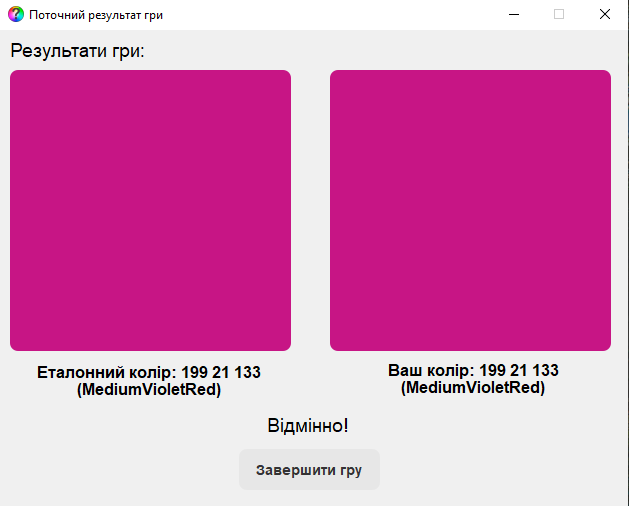 Поточний результат гри
Результати гри:
Еталонний колір: 199 21 133
(MediumVioletRed)
Ваш колір: 199 21 133
(MediumVioletRed)
Відмінно!
Завершити гру